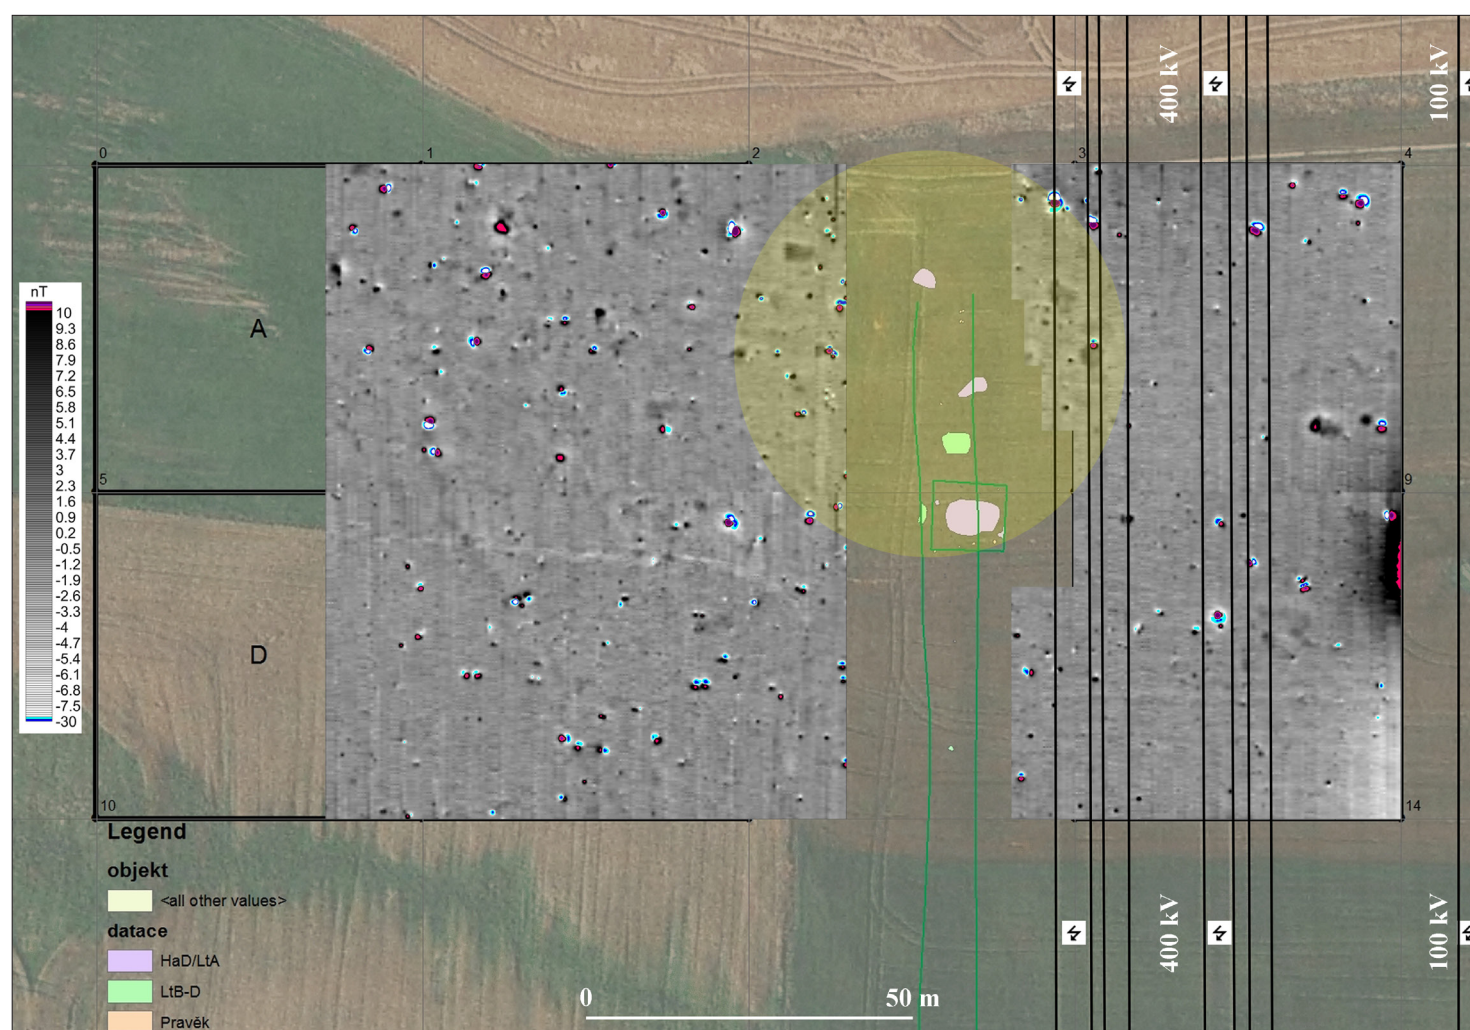 400 kV
100 kV
0
1
2
3
4
nT
10
9.3
8.6
7.9
7.2
6.5
5.8
5.1
4.4
3.7
3
2.3
1.6
0.9
0.2
-0.5
-1.2
-1.9
-2.6
-3.3
-4
-4.7
-5.4
-6.1
-6.8
-7.5
-30
A
5
9
D
10
14
Legend
objekt
<all other values>
datace
HaD/LtA
LtB-D
Pravěk
400 kV
100 kV
0 50 m